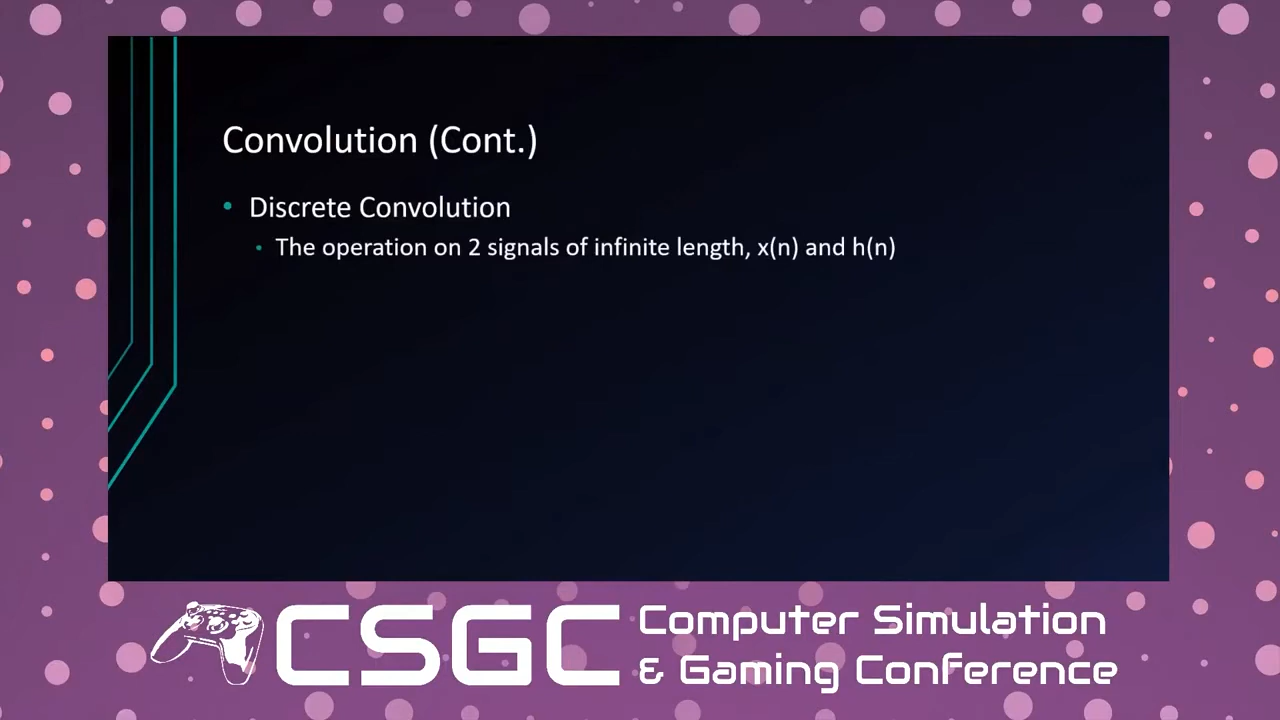 Convolution (Cont.)
• Discrete Convolution
• The operation on 2 signals of infinite length, x(n) and h(n)
CSGC
Computer Simulation
& Gaming Conference